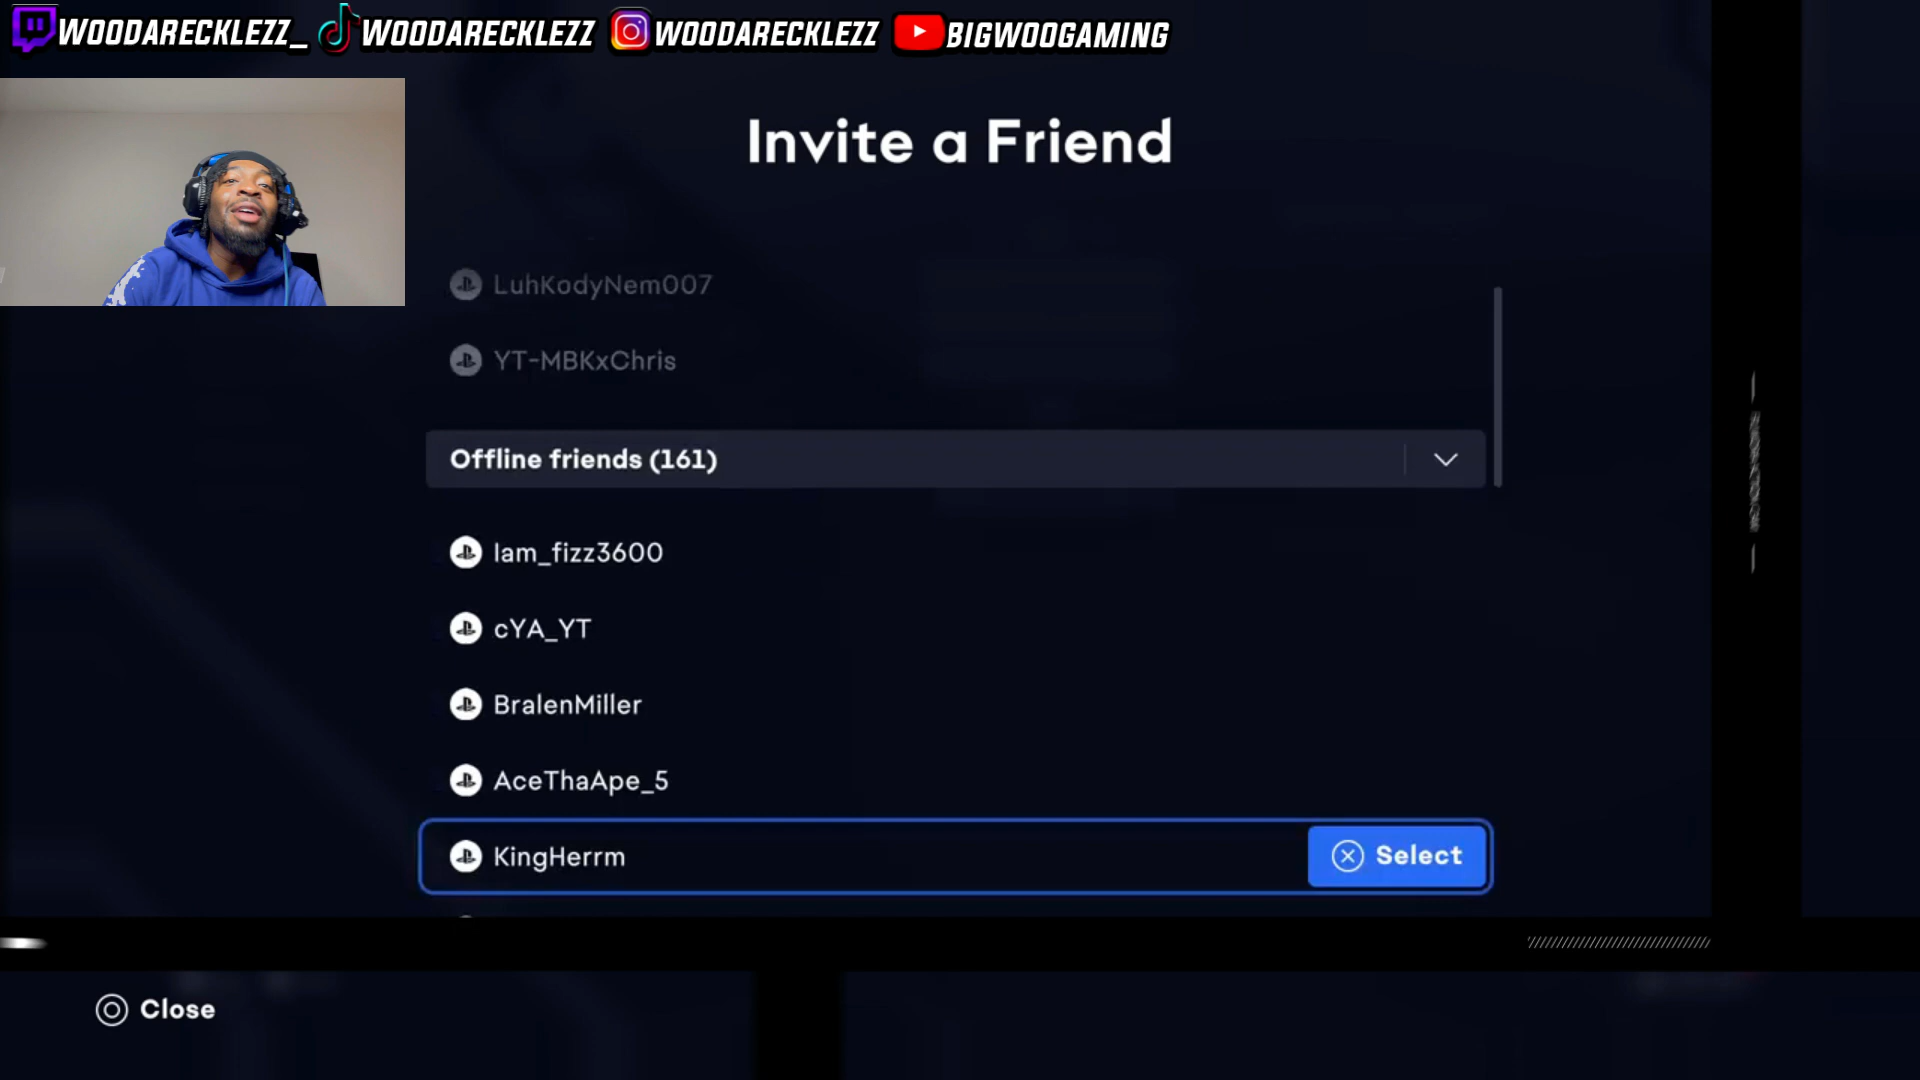 WOODARECKLEZZ_ WOODARECKLEZZ WOODARECKLEZZ BIGWOOGAMING
Invite a Friend
LuhKodyNem007
YT-MBKxChris
Offline friends (161)
Iam_fizz3600
cYA_YT
BralenMiller
AceThaApe_5
KingHerrm Select
Close